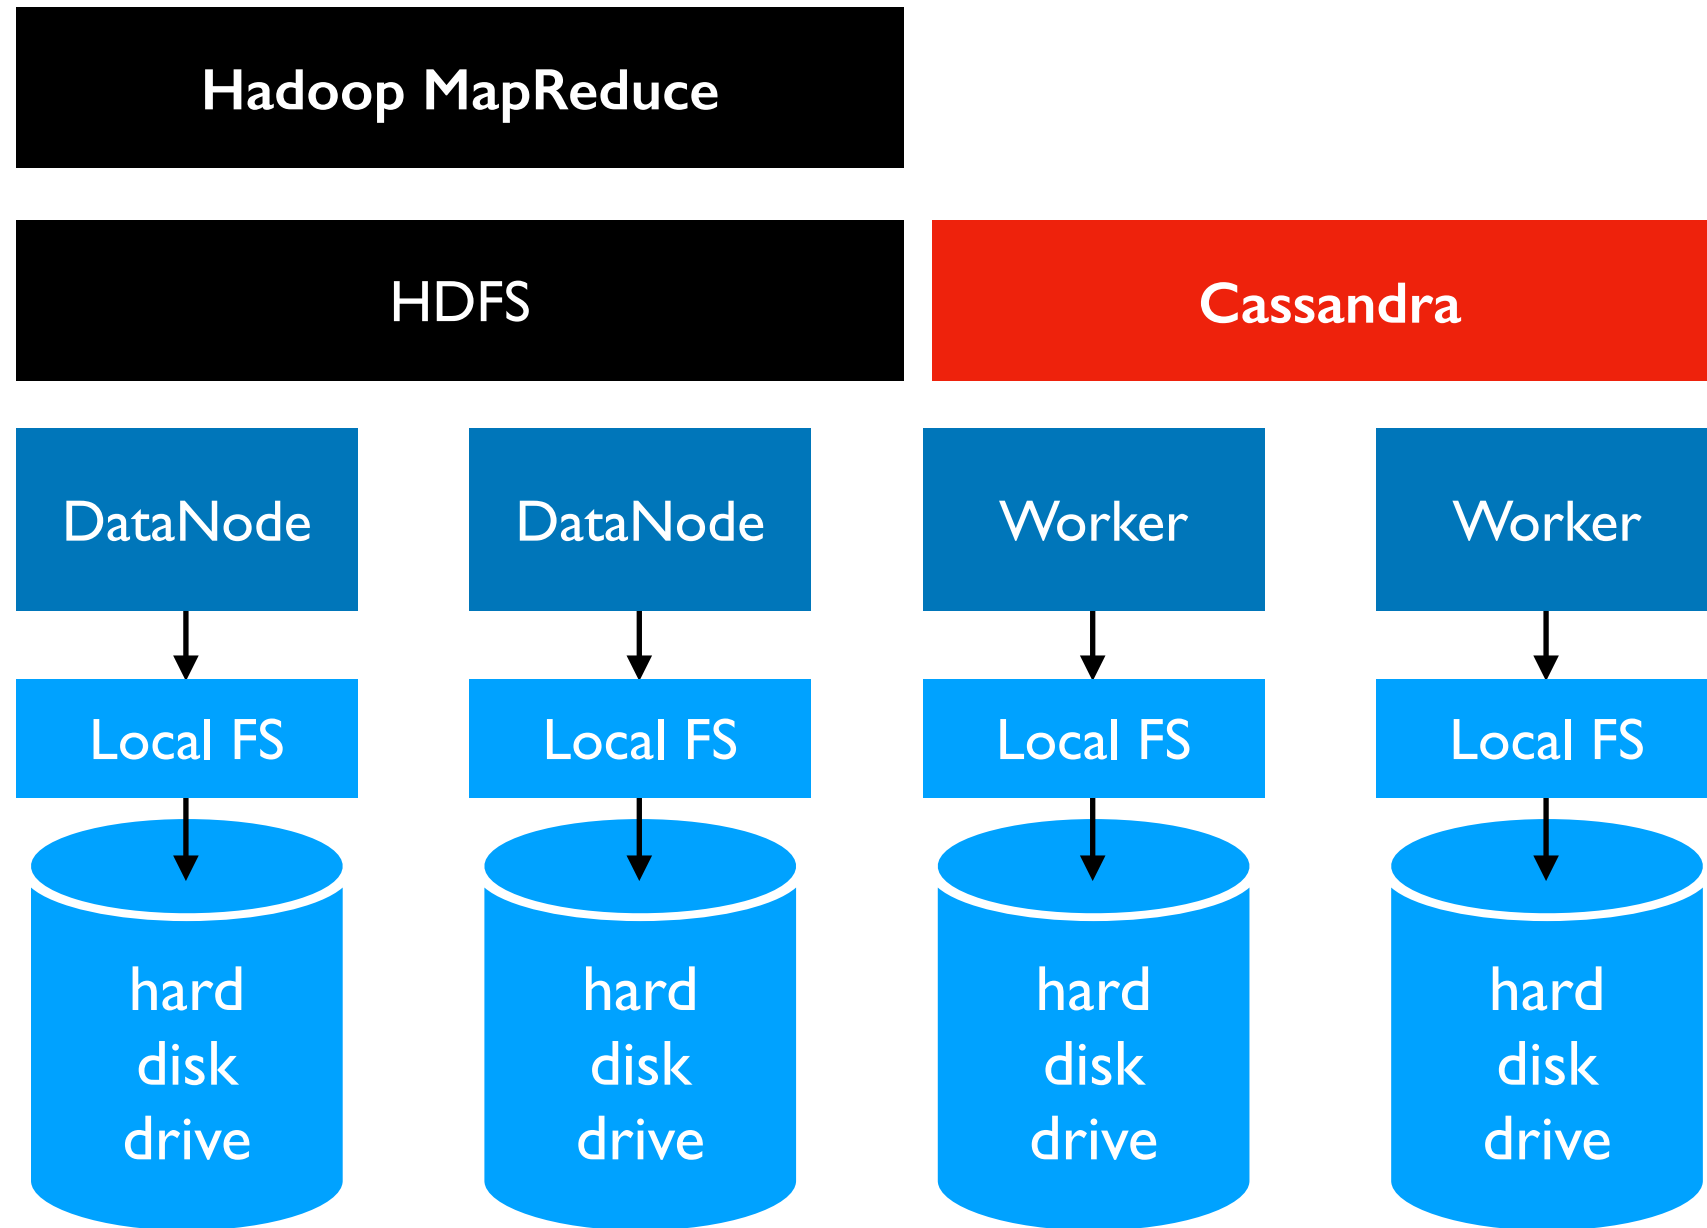 Hadoop MapReduce
HDFS
Cassandra
DataNode
DataNode
Worker
Worker
Local FS
Local FS
Local FS
Local FS
hard
disk
drive
hard
disk
drive
hard
disk
drive
hard
disk
drive